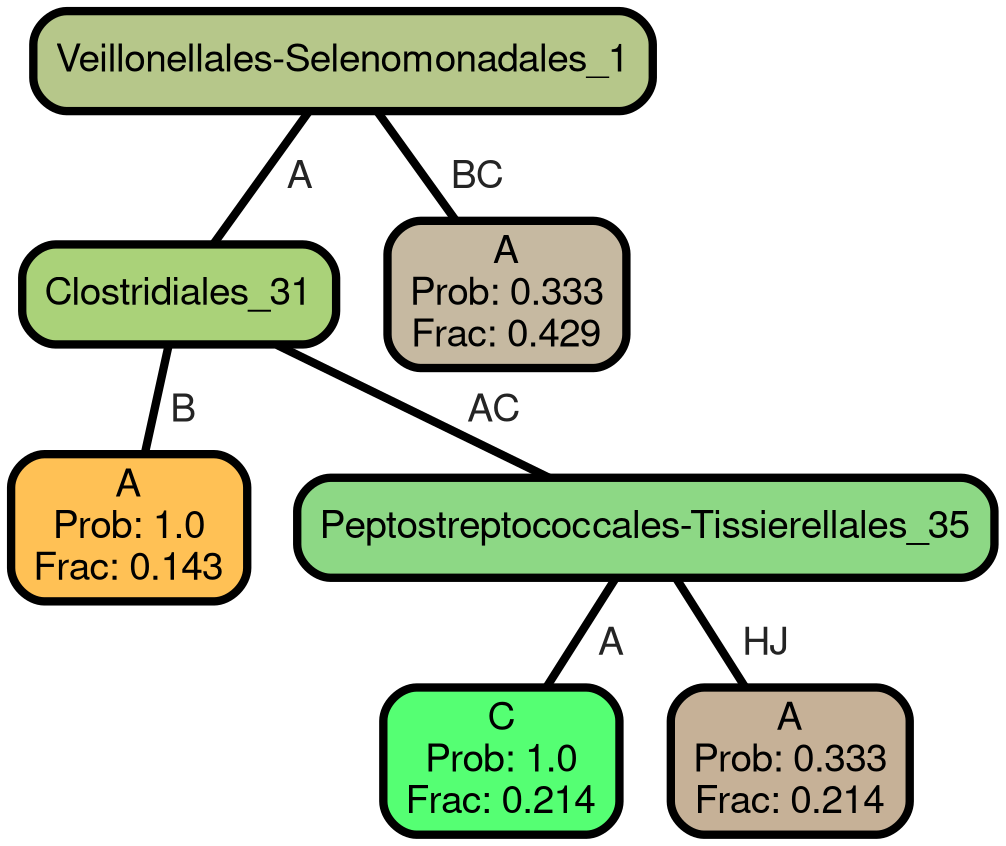 Veillonellales-Selenomonadales_1
A
BC
Clostridiales_31
A
Prob: 0.333
Frac: 0.429
B
AC
A
Prob: 1.0
Frac: 0.143
Peptostreptococcales-Tissierellales_35
A
HJ
C
Prob: 1.0
Frac: 0.214
A
Prob: 0.333
Frac: 0.214